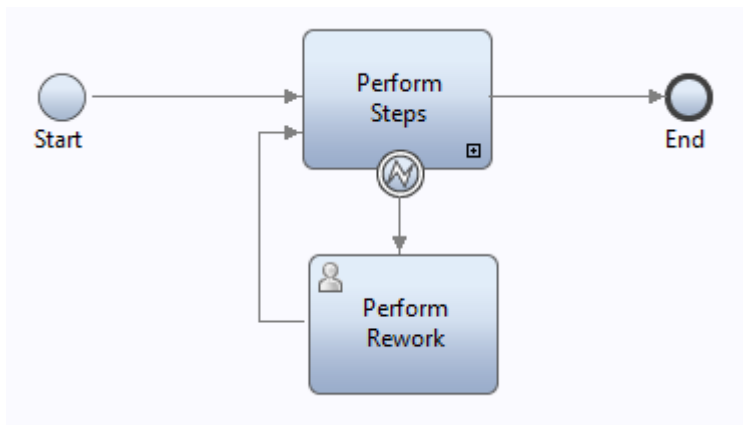 Perform
Steps
Start
End
Perform
Rework